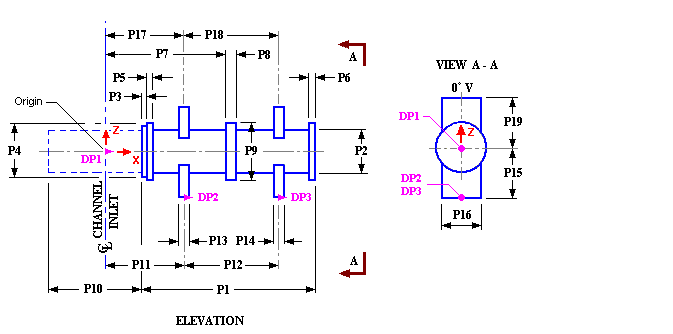 P17
P18
P7
P8
A
P5
P6
P3
Origin
P4
Z
DP1
X
P9
P2
DP2
DP3
CHANNEL
INLET
CL
P13
P14
A
P11
P12
P10
P1
ELEVATION
VIEW A - A
0° V
DP1
Z
P19
DP2
DP3
P15
P16